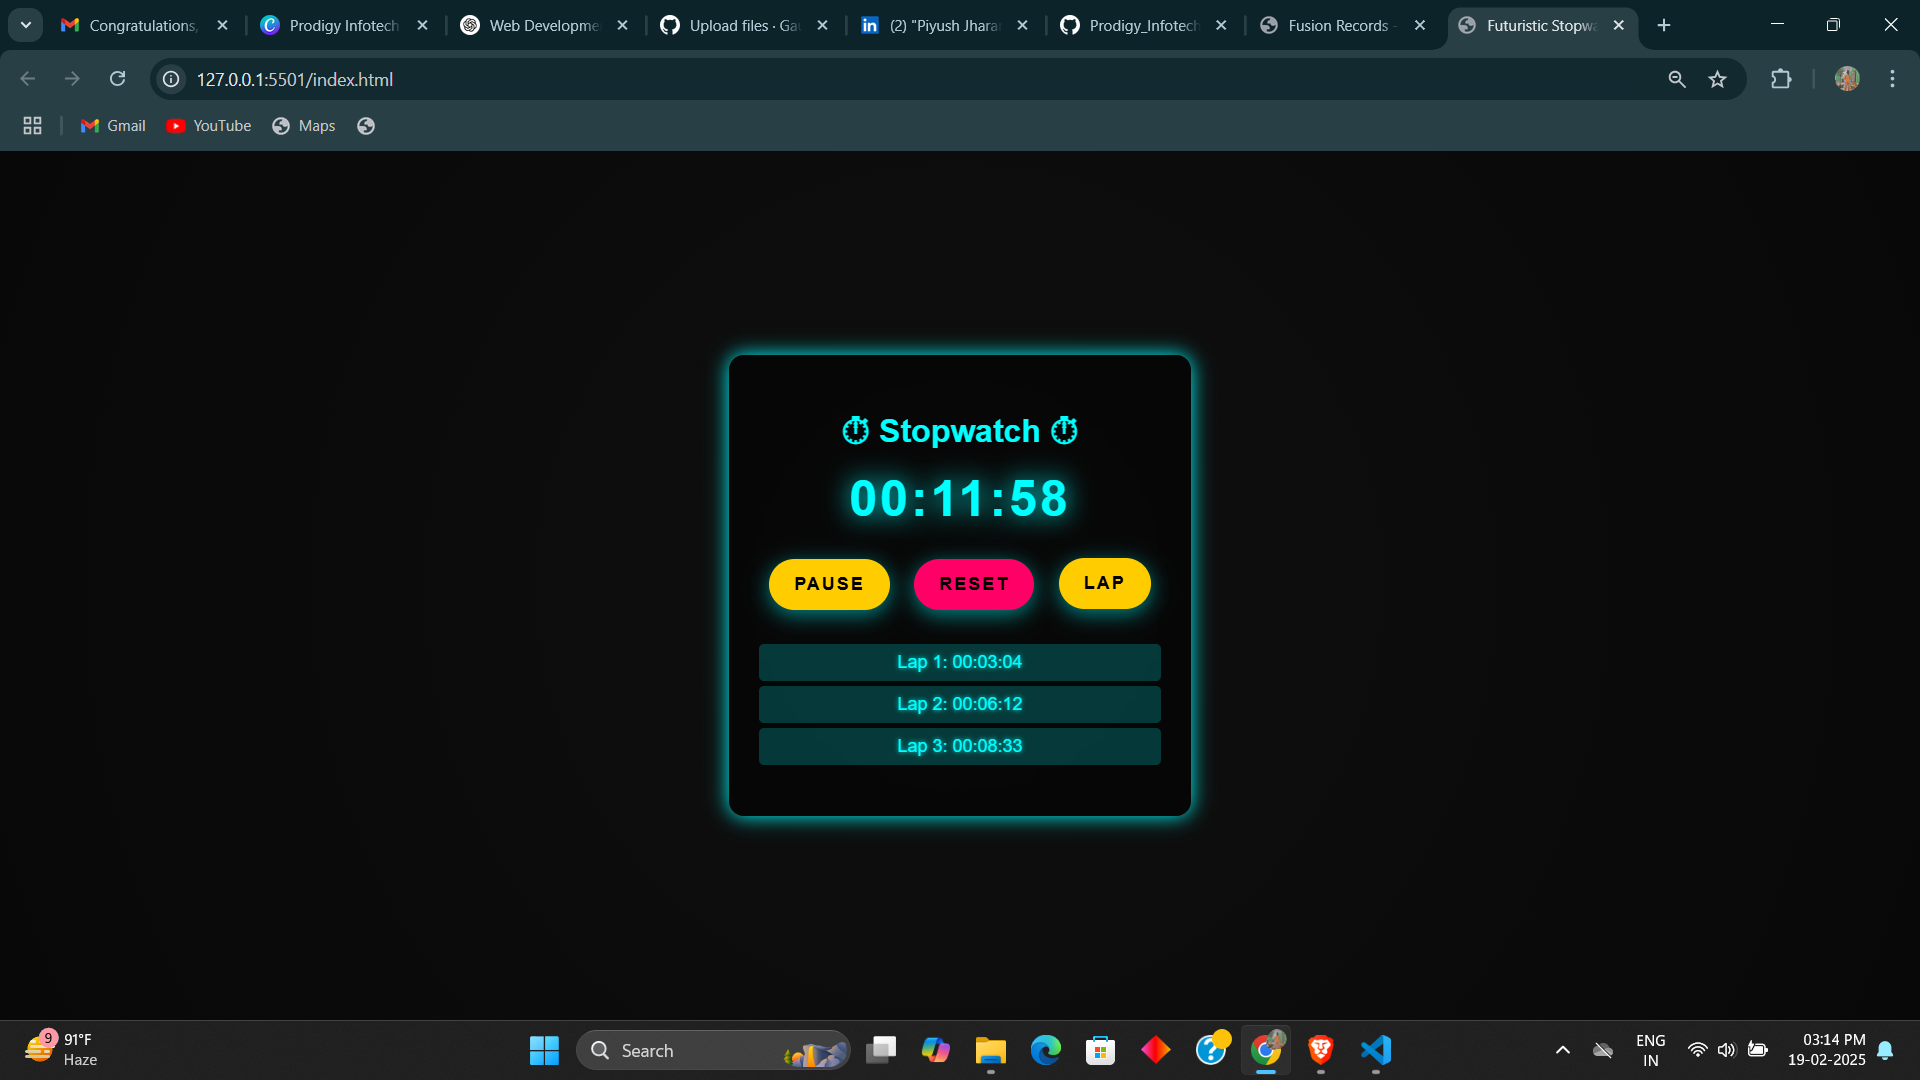 Congratulations,
Prodigy Infotech
Web Developme
Upload files · Gau
(2) "Piyush Jharar
Prodigy_Infotech
Fusion Records -
Futuristic Stopwa
127.0.0.1:5501/index.html
Gmail
YouTube
Maps
⏱ Stopwatch ⏱
00:11:58
PAUSE
RESET
LAP
Lap 1: 00:03:04
Lap 2: 00:06:12
Lap 3: 00:08:33
9
91°F
Haze
Search
ENG
IN
03:14 PM
19-02-2025